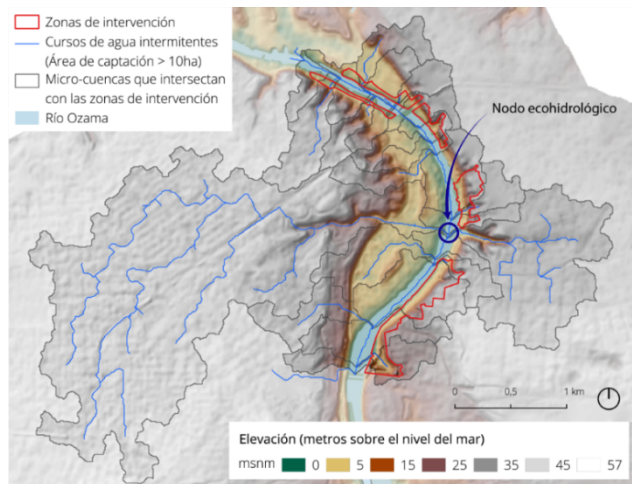 Zonas de intervención
Cursos de agua intermitentes
(Área de captación > 10ha)
Micro-cuencas que intersectan
con las zonas de intervención
Río Ozama
Nodo ecohidrológico
0 0,5 1 km
Elevación (metros sobre el nivel del mar)
msnm 0 5 15 25 35 45 57